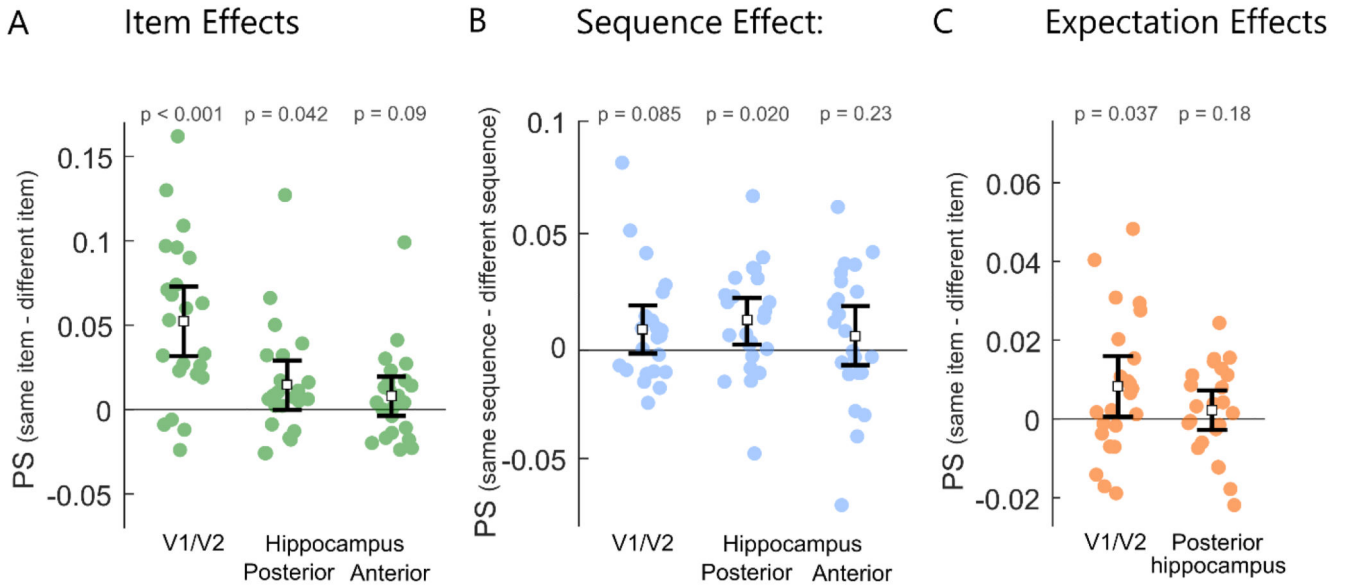 A Item Effects
p < 0.001 p = 0.042 p = 0.09
PS (same item - different item)
0.15
0.1
0.05
0
-0.05
V1/V2 Hippocampus
Posterior Anterior
B Sequence Effect:
p = 0.085 p = 0.020 p = 0.23
PS (same sequence - different sequence)
0.1
0.05
0
-0.05
V1/V2 Hippocampus
Posterior Anterior
C Expectation Effects
p = 0.037 p = 0.18
PS (same item - different item)
0.06
0.04
0.02
0
-0.02
V1/V2 Posterior
hippocampus